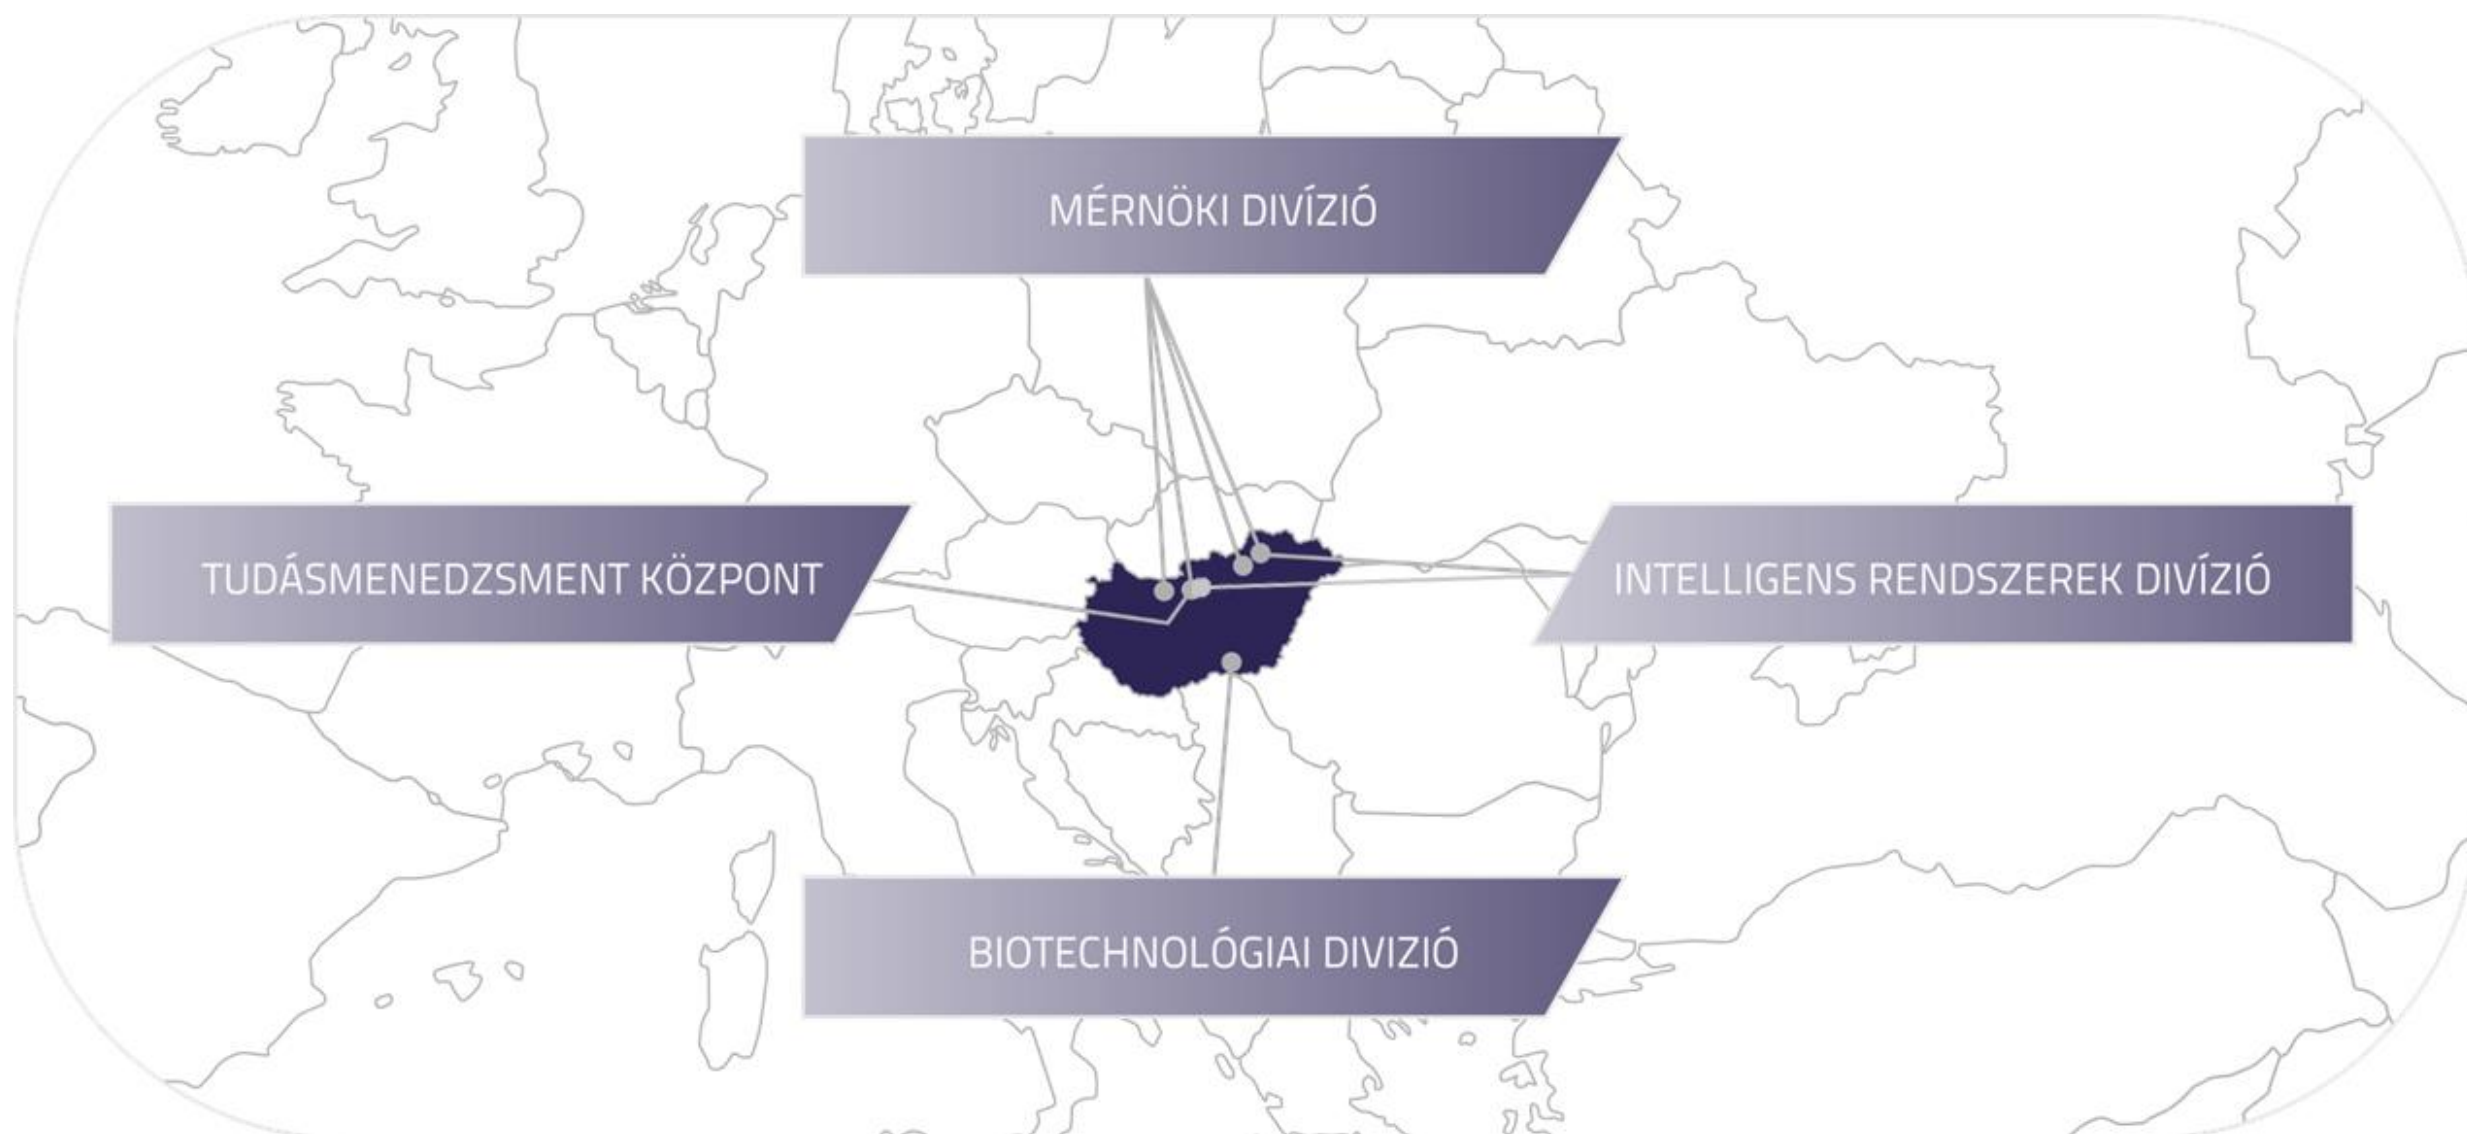 MÉRNÖKI DIVÍZIÓ
TUDÁSMENEDZSMENT KÖZPONT
INTELLIGENS RENDSZEREK DIVÍZIÓ
BIOTECHNOLÓGIAI DIVIZIÓ